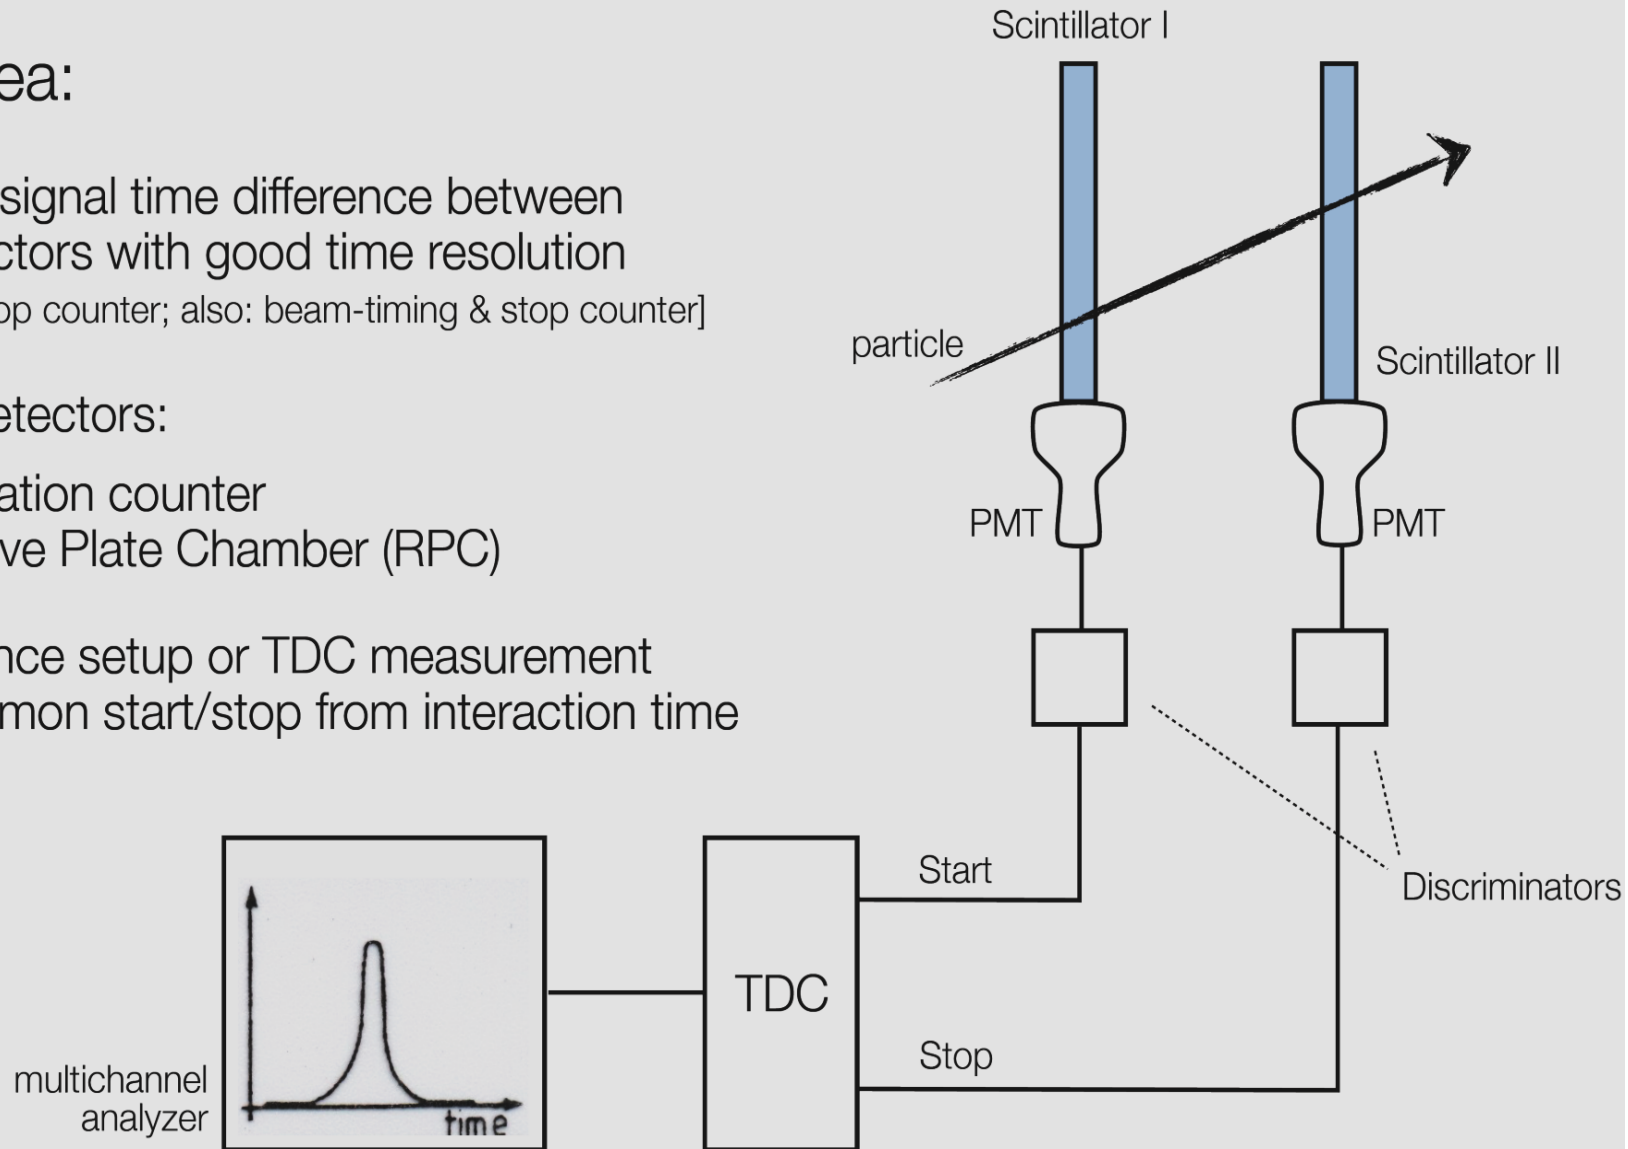 ea:
signal time difference between
ctors with good time resolution
op counter; also: beam-timing & stop counter]
etectors:
ation counter
ve Plate Chamber (RPC)
nce setup or TDC measurement
mon start/stop from interaction time
Scintillator I
particle
Scintillator II
PMT
PMT
Start
Discriminators
TDC
Stop
multichannel
analyzer
time